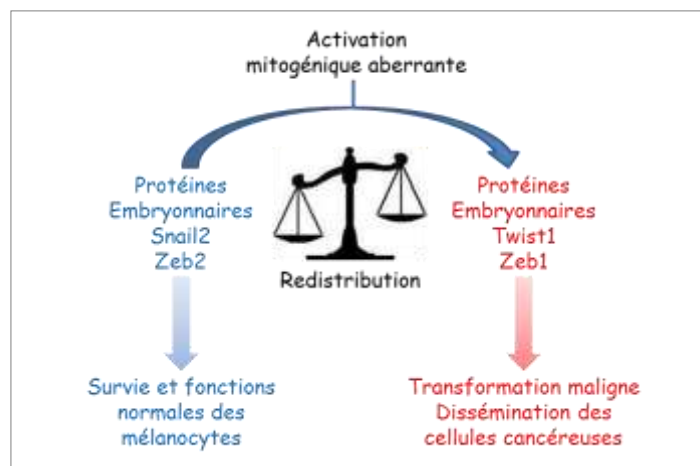 Activation
mitogénique aberrante
Protéines
Embryonnaires
Snail2
Zeb2
Redistribution
Protéines
Embryonnaires
Twist1
Zeb1
Survie et fonctions
normales des
mélanocytes
Transformation maligne
Dissémination des
cellules cancéreuses